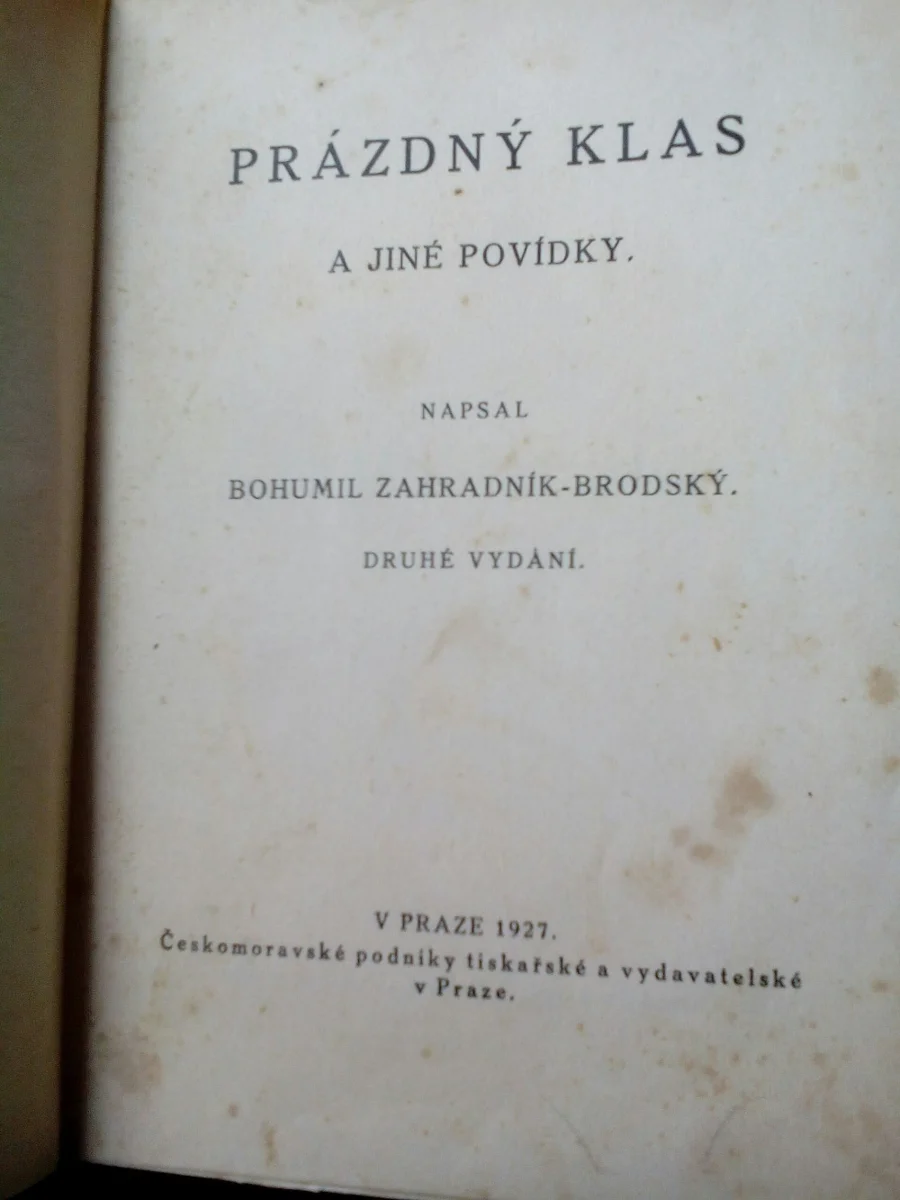 PRÁZDNÝ KLAS
A JINÉ POVÍDKY.
NAPSAL
BOHUMIL ZAHRADNÍK-BRODSKÝ.
DRUHÉ VYDÁNÍ.
V PRAZE 1927.
Českomoravské podniky tiskařské a vydavatelské
v Praze.